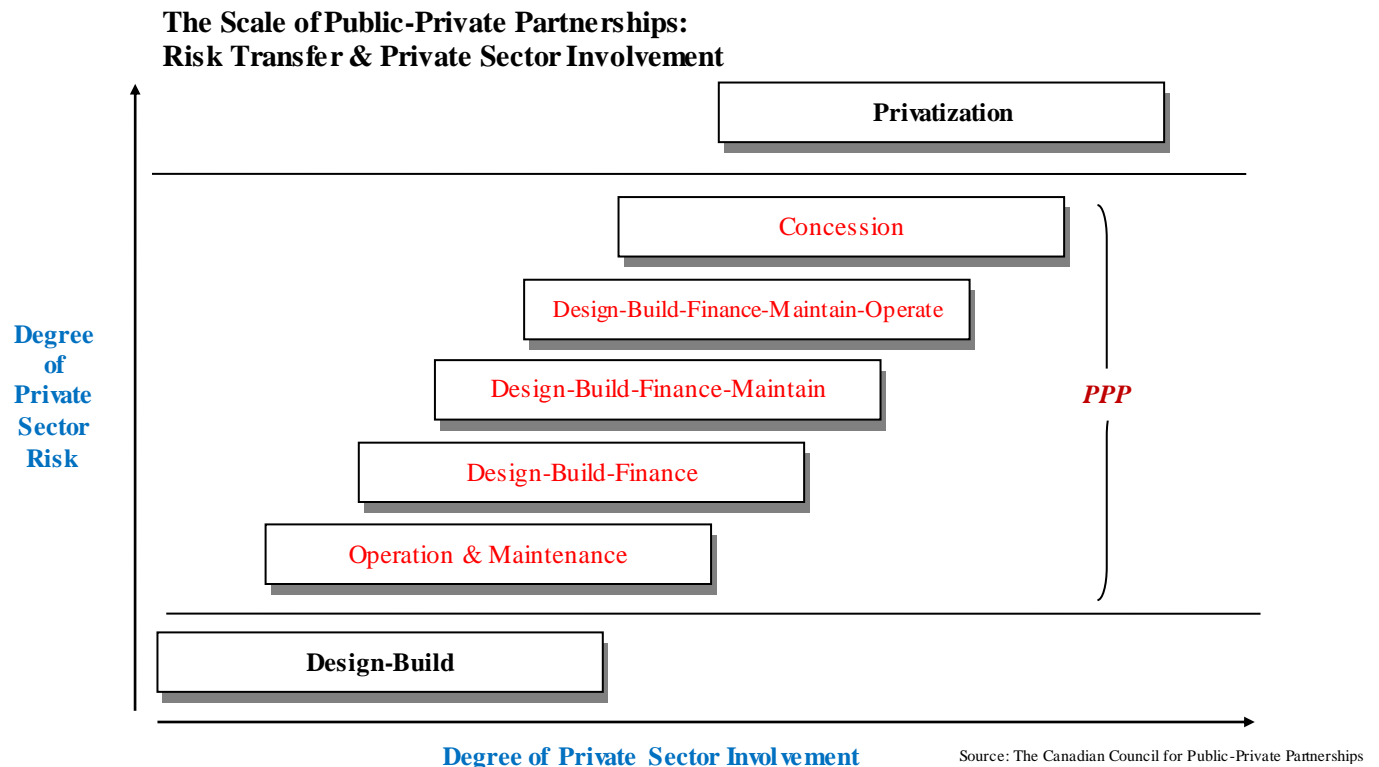 The Scale of Public-Private Partnerships:
Risk Transfer & Private Sector Involvement
Privatization
Concession
Design-Build-Finance-Maintain-Operate
Design-Build-Finance-Maintain
Design-Build-Finance
Operation & Maintenance
Design-Build
Degree
of
Private
Sector
Risk
PPP
Degree of Private Sector Involvement
Source: The Canadian Council for Public-Private Partnerships